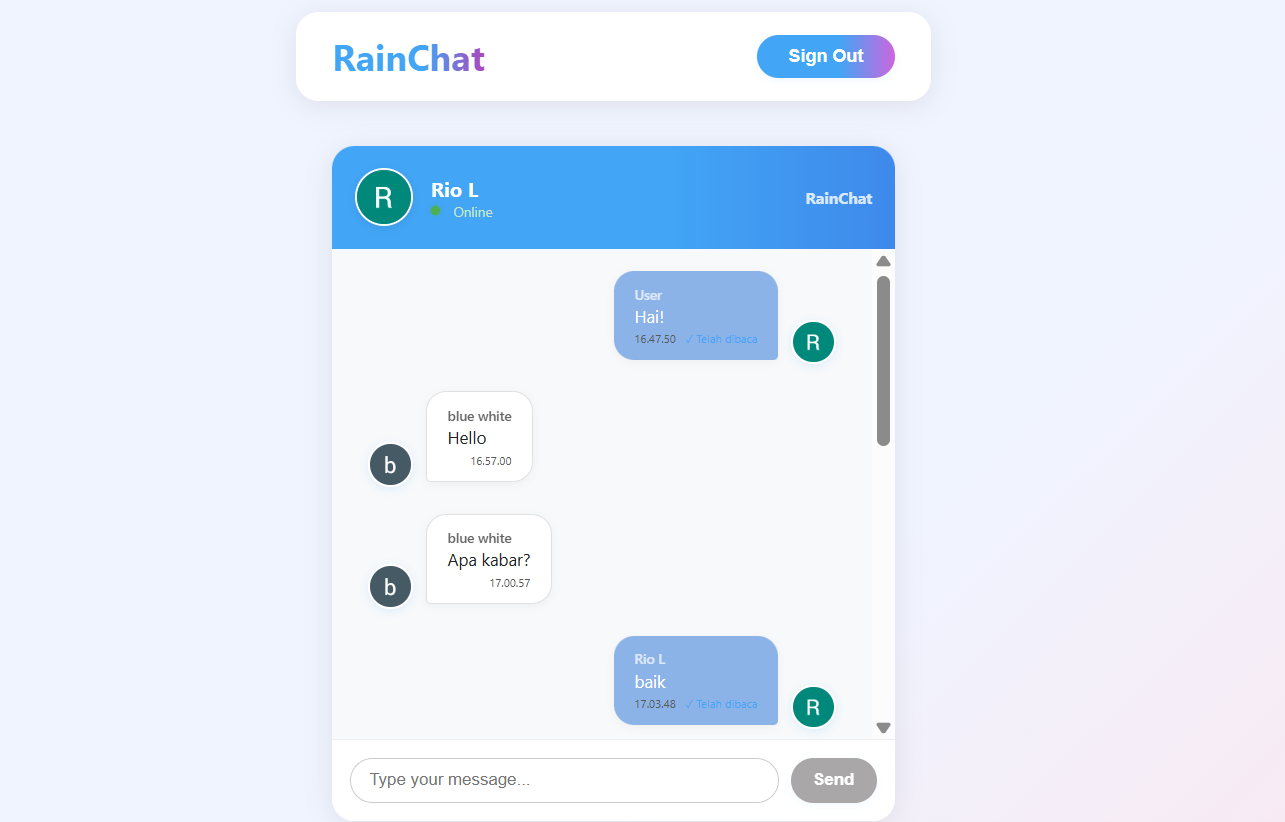 RainChat
Sign Out
R
Rio L
Online
RainChat
User
Hai!
16.47.50 ✓ Telah dibaca
R
blue white
Hello
16.57.00
b
blue white
Apa kabar?
17.00.57
b
Rio L
baik
17.03.48 ✓ Telah dibaca
R
Type your message...
Send